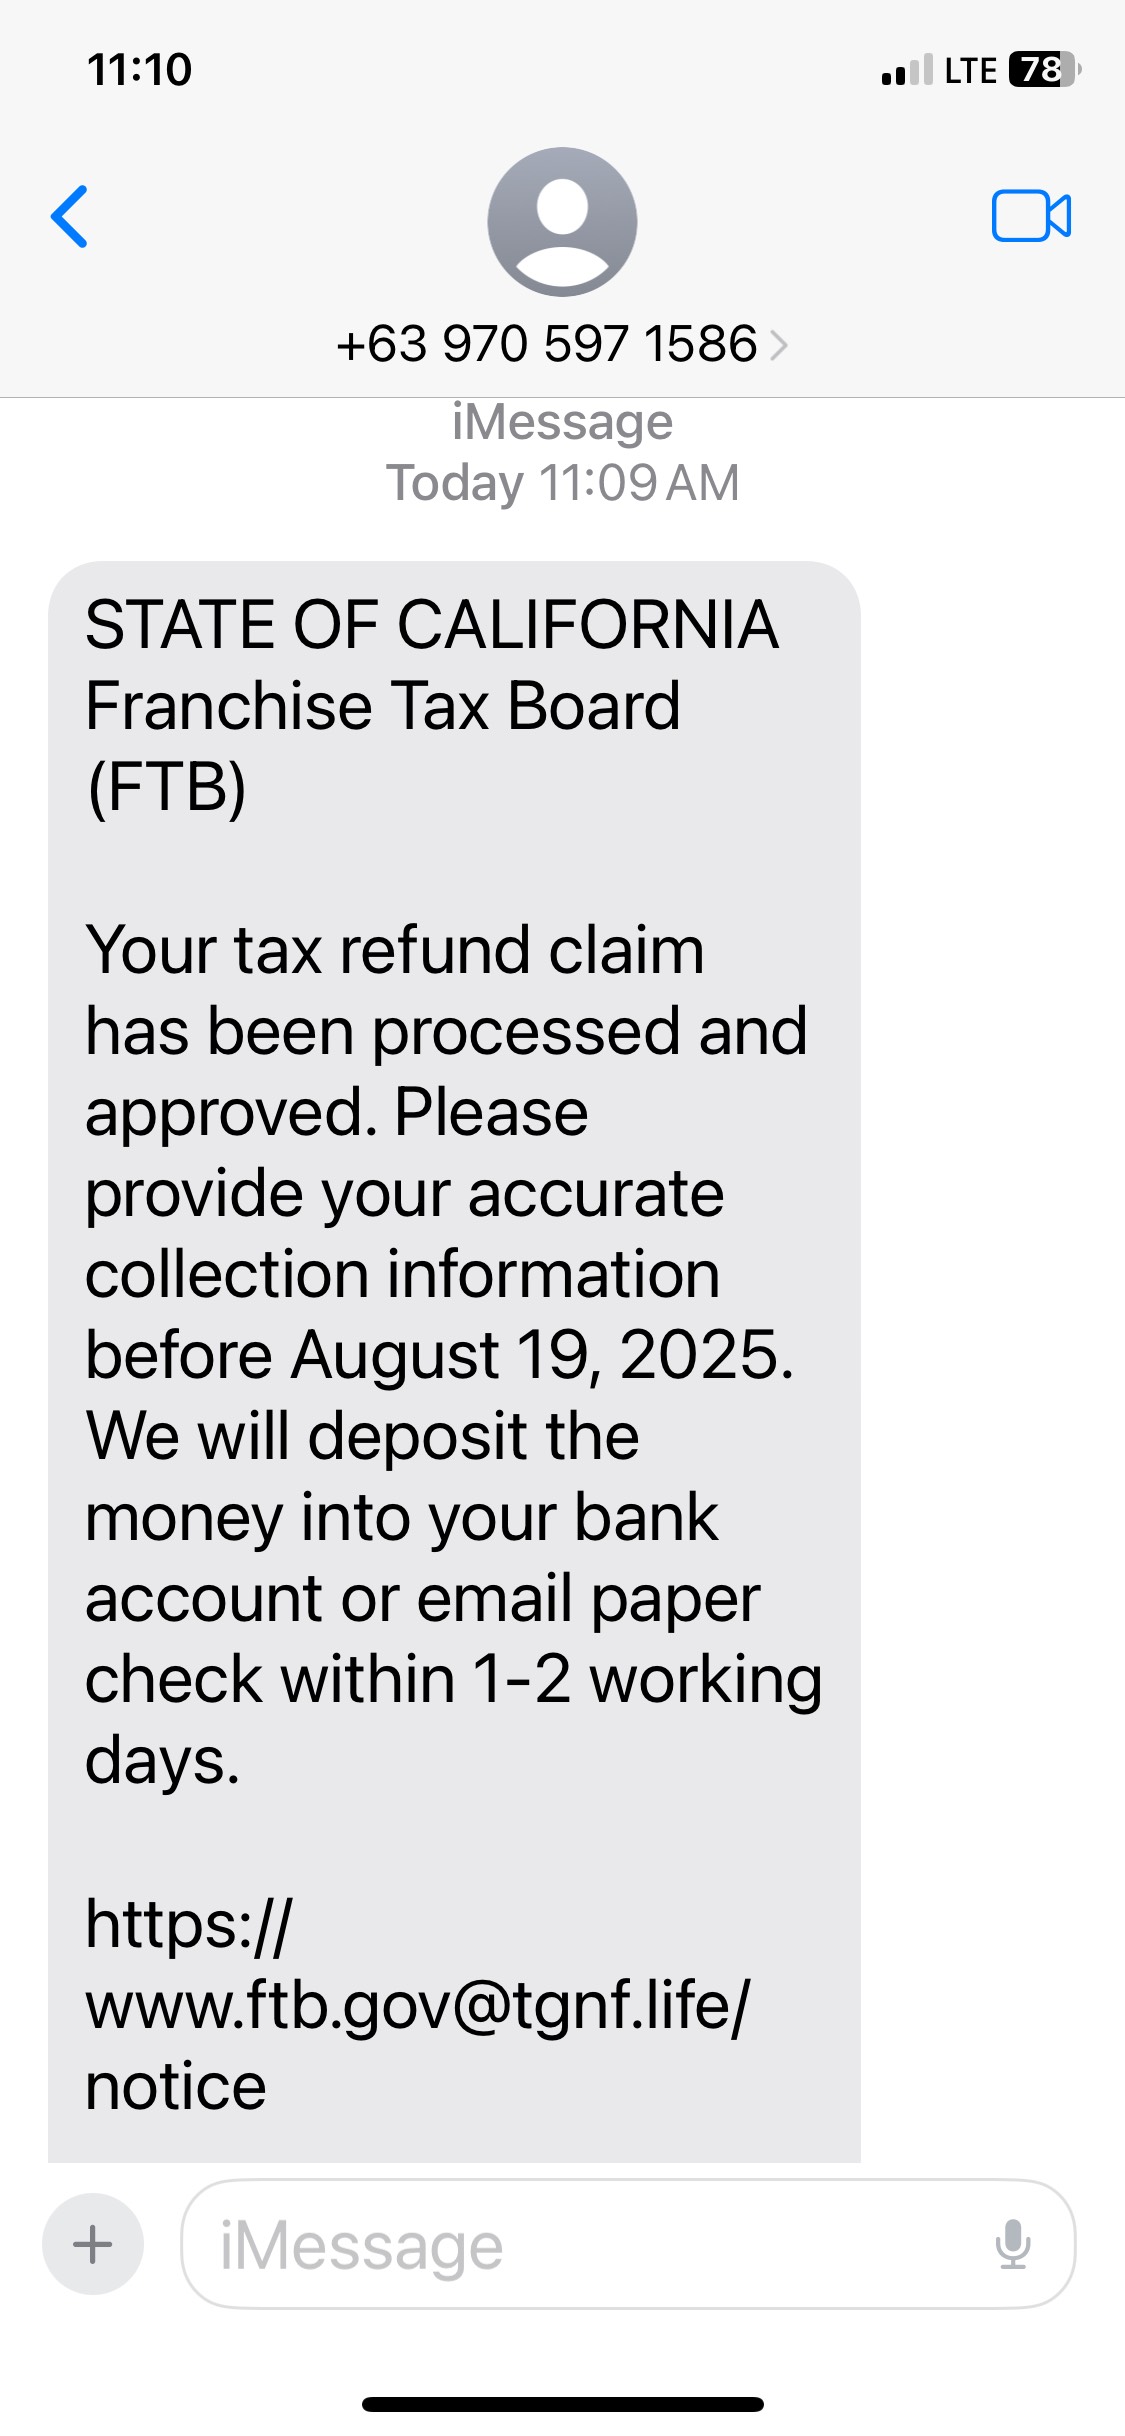 11:10
LTE 78
+63 970 597 1586
iMessage
Today 11:09 AM
STATE OF CALIFORNIA
Franchise Tax Board
(FTB)
Your tax refund claim
has been processed and
approved. Please
provide your accurate
collection information
before August 19, 2025.
We will deposit the
money into your bank
account or email paper
check within 1-2 working
days.
https://
www.ftb.gov@tgnf.life/
notice
iMessage